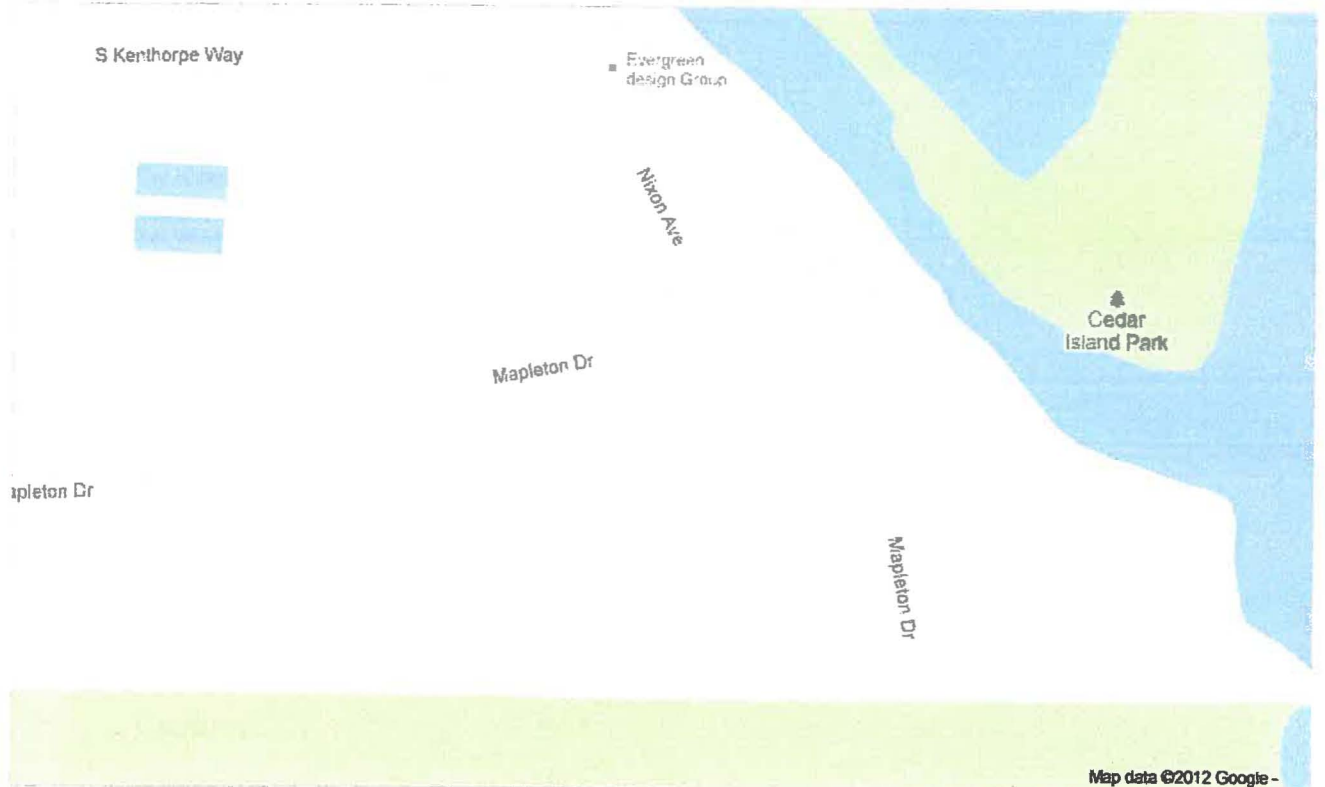 S Kenthorpe Way
Evergreen
design Group
Nixon Ave
Cedar
Island Park
Mapleton Dr
apleton Dr
Mapleton Dr
Map data ©2012 Google -